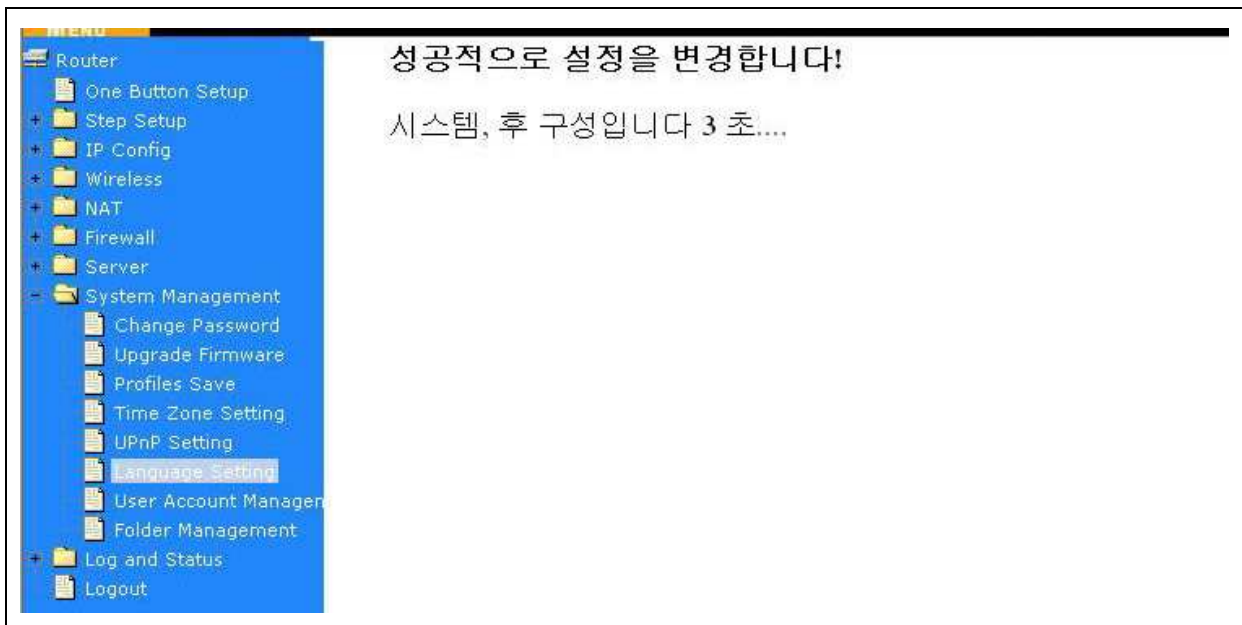 MENU
Router
One Button Setup
Step Setup
IP Config
Wireless
NAT
Firewall
Server
System Management
Change Password
Upgrade Firmware
Profiles Save
Time Zone Setting
UPnP Setting
Language Setting
User Account Managen
Folder Management
Log and Status
Logout
성공적으로 설정을 변경합니다!
시스템, 후 구성입니다 3 초....